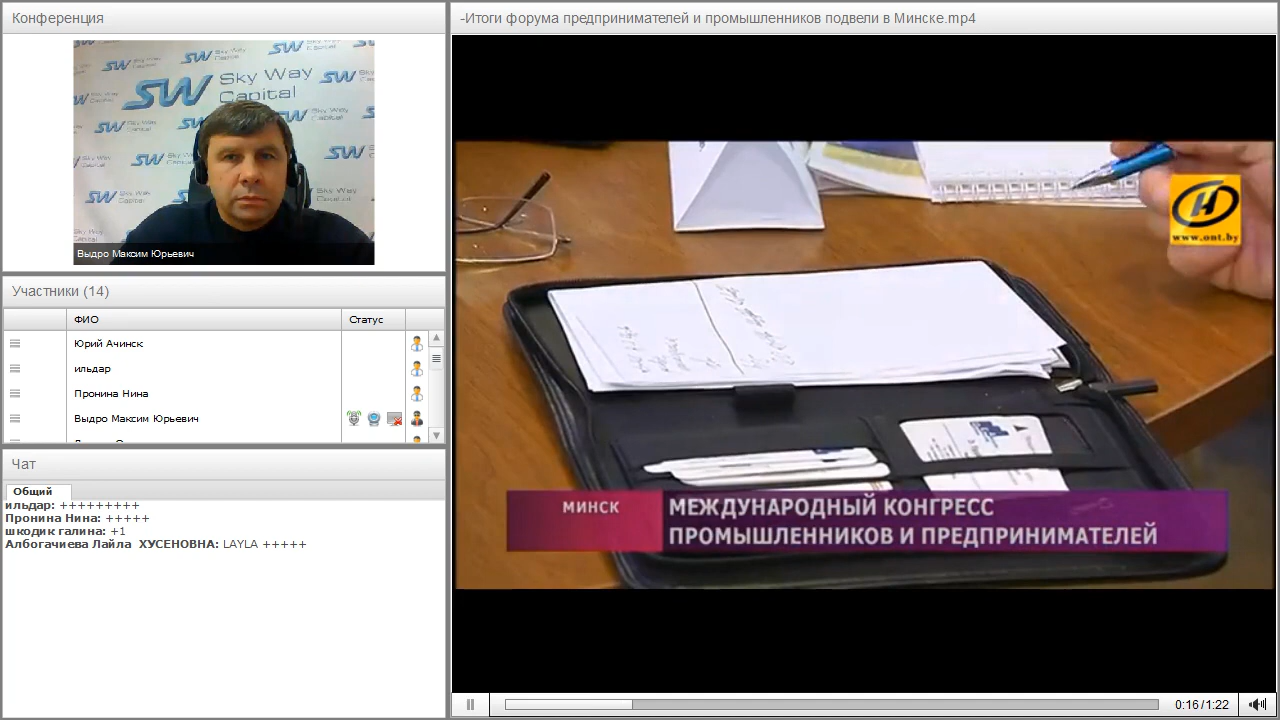 Конференция
SW Sky Way Capital
Выдро Максим Юрьевич
Участники (14)
ФИО Статус
Юрий Ачинск
ильдар
Пронина Нина
Выдро Максим Юрьевич
Чат
Общий
ильдар: +++++++++
Пронина Нина: +++++
шкодик галина: +1
Албогачиева Лайла ХУСЕНОВНА: LAYLA +++++
-Итоги форума предпринимателей и промышленников подвели в Минске.mp4
www.ont.by
МИНСК
МЕЖДУНАРОДНЫЙ КОНГРЕСС
ПРОМЫШЛЕННИКОВ И ПРЕДПРИНИМАТЕЛЕЙ
0:16 / 1:22